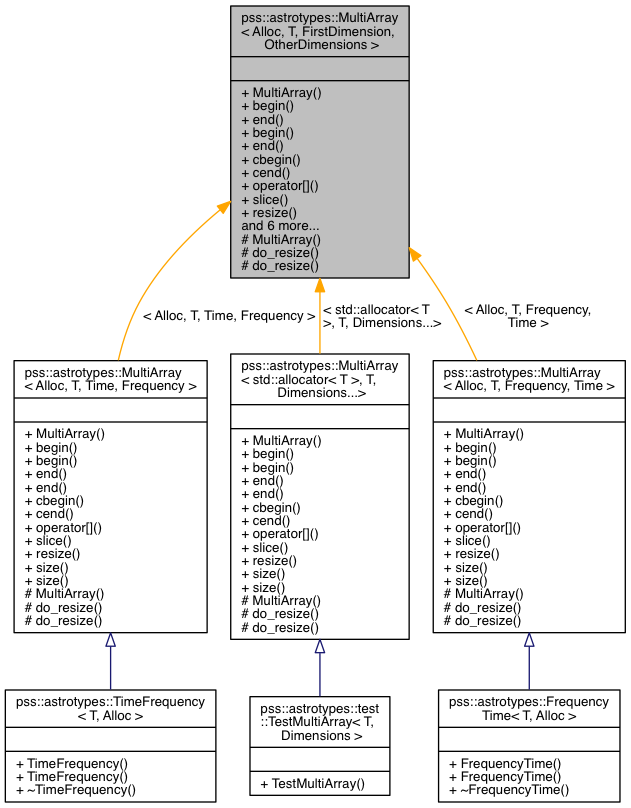 pss::astrotypes::MultiArray
< Alloc, T, FirstDimension,
OtherDimensions >
+ MultiArray()
+ begin()
+ end()
+ begin()
+ end()
+ cbegin()
+ cend()
+ operator[]()
+ slice()
+ resize()
and 6 more...
# MultiArray()
# do_resize()
# do_resize()
< Alloc, T, Time, Frequency >
< std::allocator< T
>, T, Dimensions...>
< Alloc, T, Frequency,
Time >
pss::astrotypes::MultiArray
< Alloc, T, Time, Frequency >
+ MultiArray()
+ begin()
+ begin()
+ end()
+ end()
+ cbegin()
+ cend()
+ operator[]()
+ slice()
+ resize()
+ size()
+ size()
# MultiArray()
# do_resize()
# do_resize()
pss::astrotypes::MultiArray
< std::allocator< T >, T,
Dimensions...>
+ MultiArray()
+ begin()
+ begin()
+ end()
+ end()
+ cbegin()
+ cend()
+ operator[]()
+ slice()
+ resize()
+ size()
+ size()
# MultiArray()
# do_resize()
# do_resize()
pss::astrotypes::MultiArray
< Alloc, T, Frequency, Time >
+ MultiArray()
+ begin()
+ begin()
+ end()
+ end()
+ cbegin()
+ cend()
+ operator[]()
+ slice()
+ resize()
+ size()
+ size()
# MultiArray()
# do_resize()
# do_resize()
pss::astrotypes::TimeFrequency
< T, Alloc >
+ TimeFrequency()
+ TimeFrequency()
+ ~TimeFrequency()
pss::astrotypes::test
::TestMultiArray< T,
Dimensions >
+ TestMultiArray()
pss::astrotypes::Frequency
Time< T, Alloc >
+ FrequencyTime()
+ FrequencyTime()
+ ~FrequencyTime()